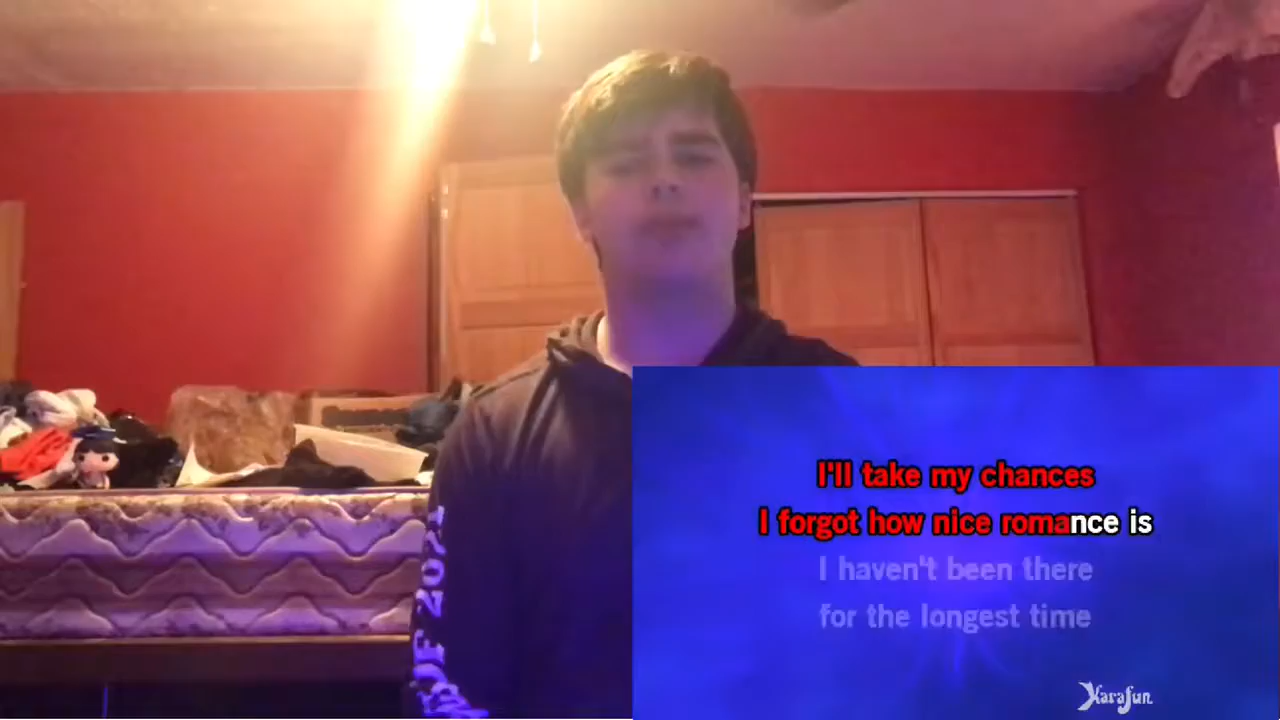 I'll take my chances
I forgot how nice romance is
I haven't been there
for the longest time
KaraFun